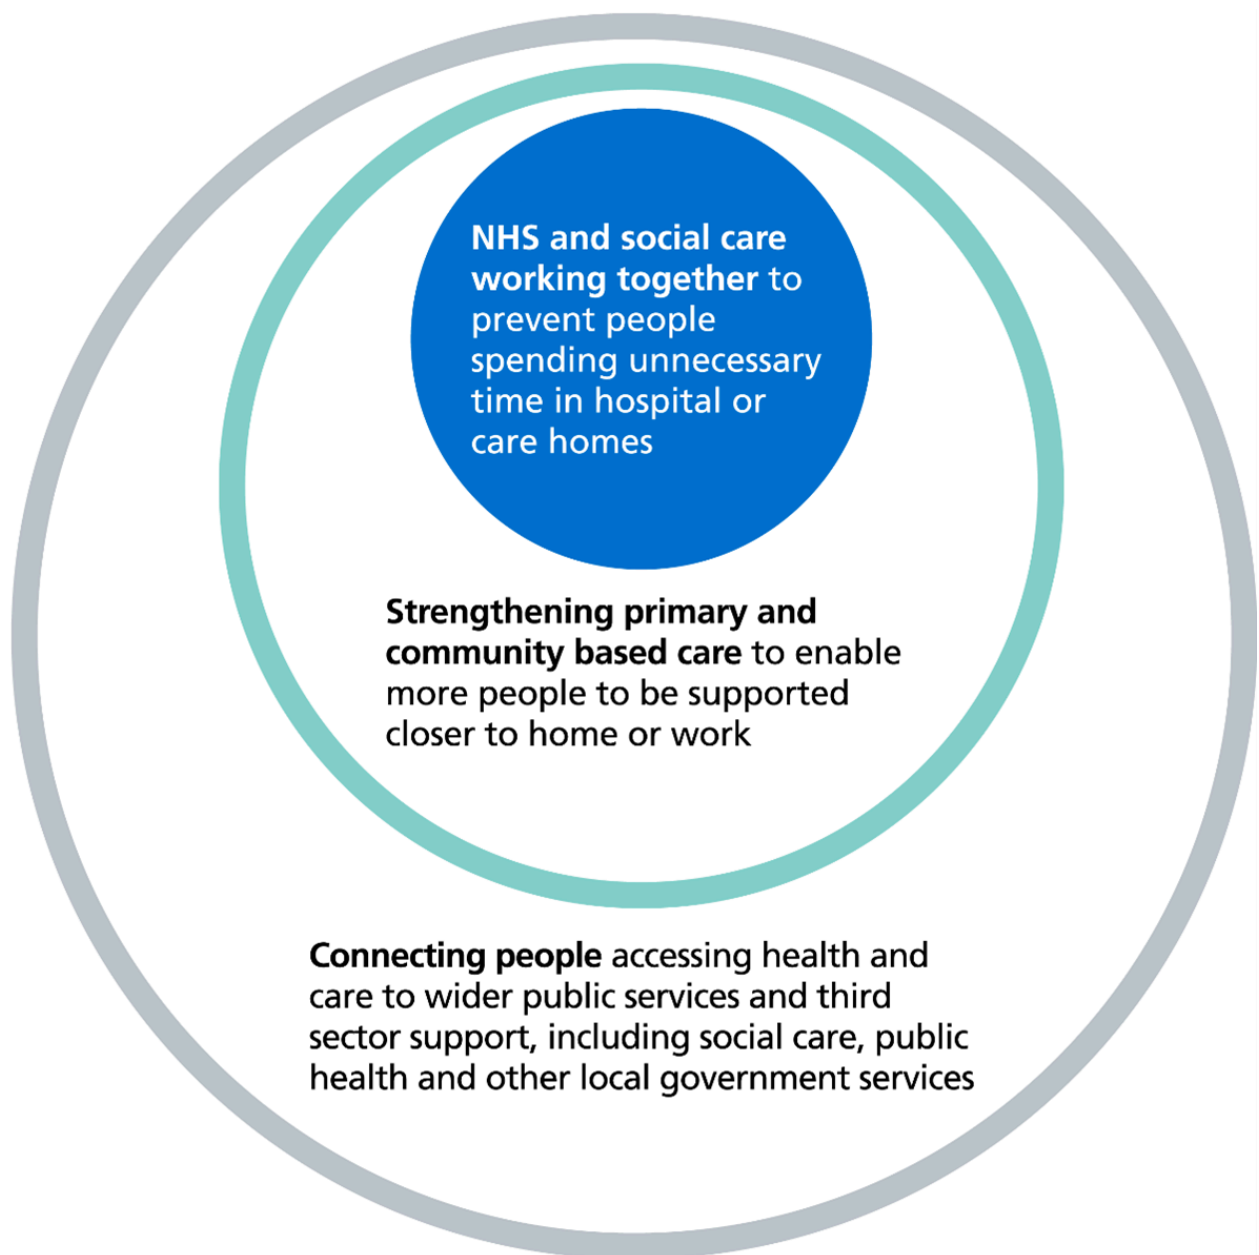 NHS and social care
working together to
prevent people
spending unnecessary
time in hospital or
care homes
Strengthening primary and
community based care to enable
more people to be supported
closer to home or work
Connecting people accessing health and
care to wider public services and third
sector support, including social care, public
health and other local government services